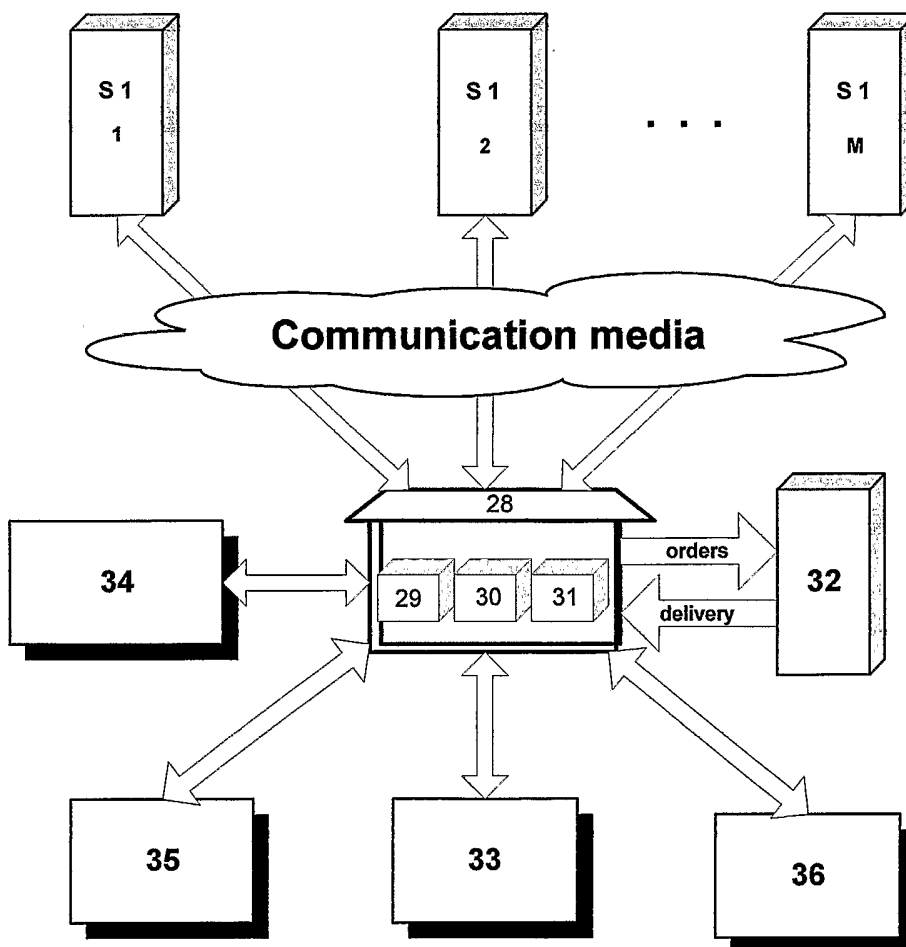 S 1
1
S 1
2
. . .
S 1
M
Communication media
28
34
29
30
31
orders
delivery
32
35
33
36